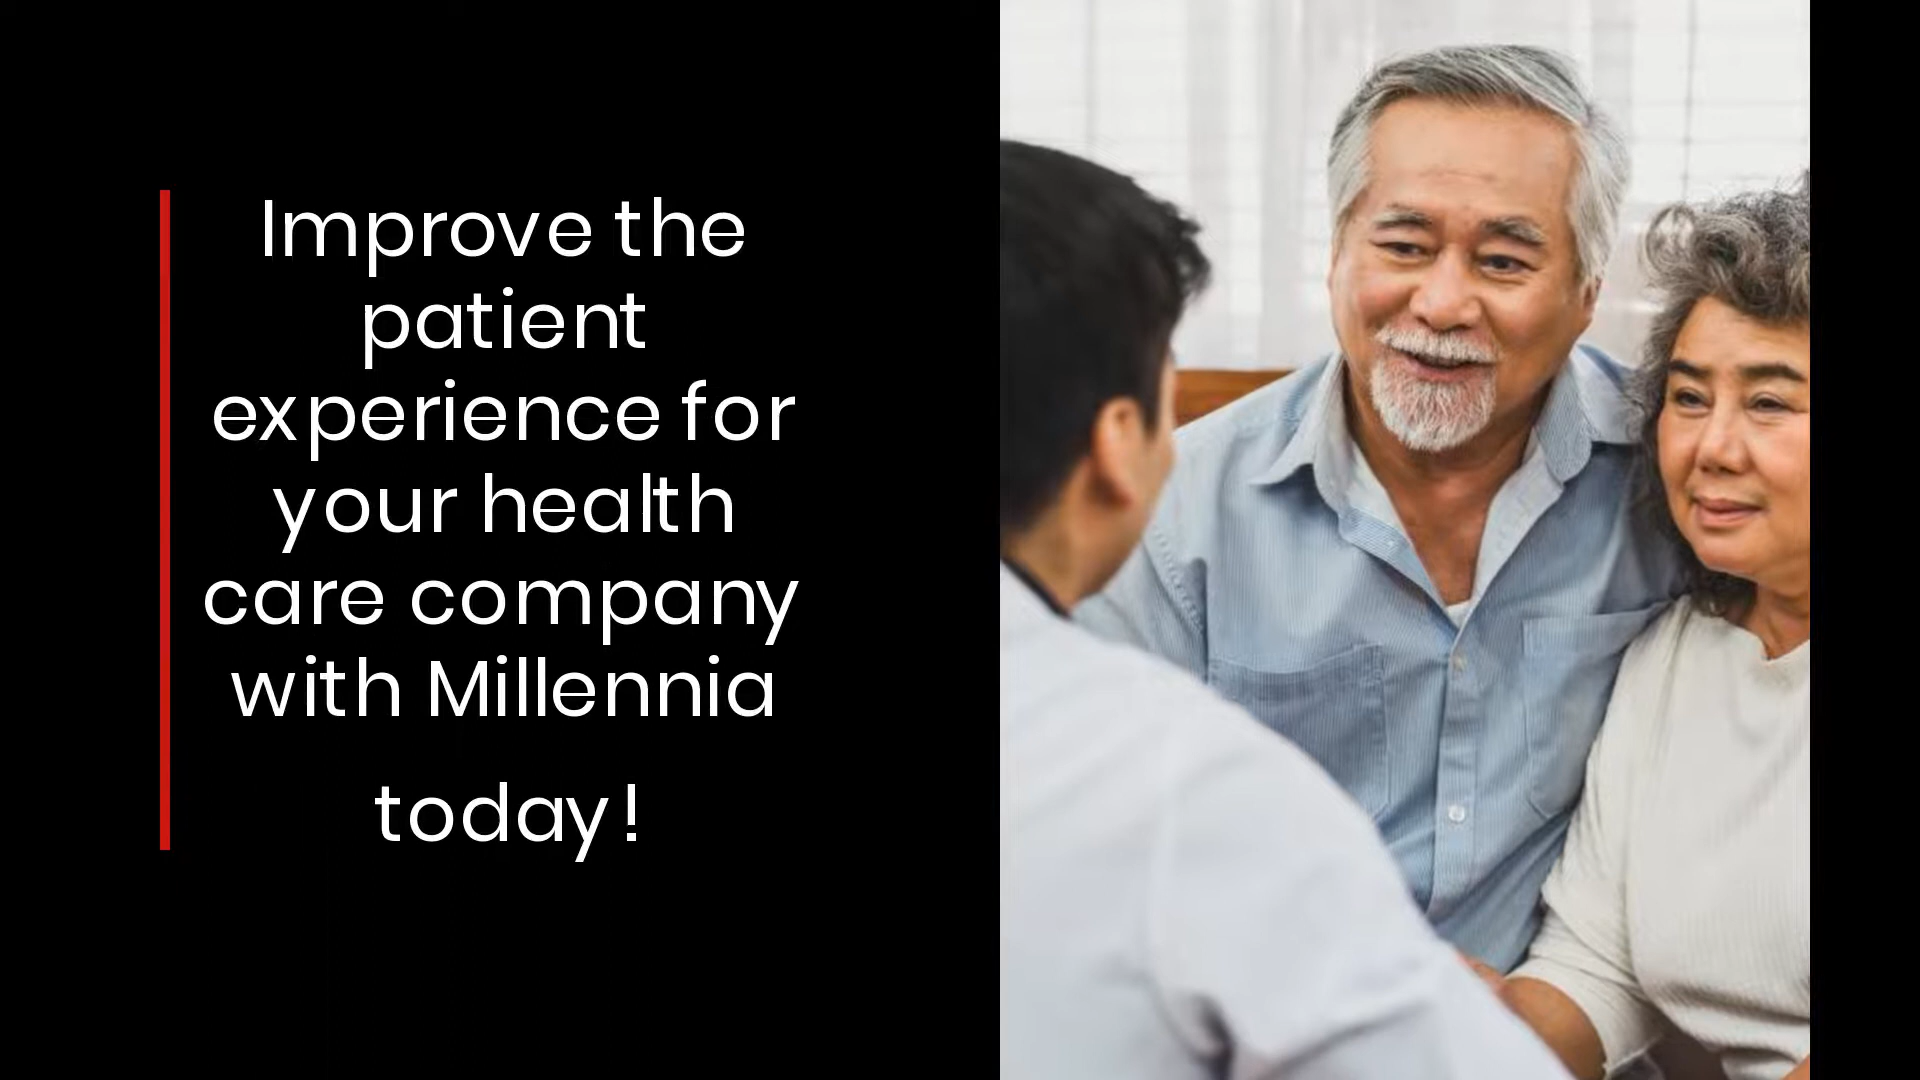 Improve the
patient
experience for
your health
care company
with Millennia
today!